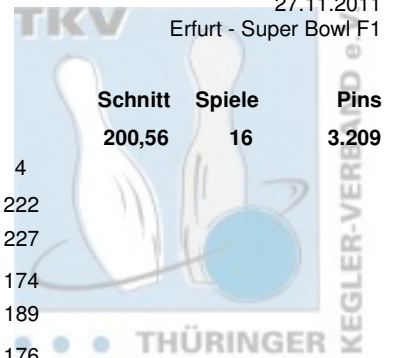 27.11.2011
TKV
Erfurt - Super Bowl F1
Schnitt Spiele Pins
200,56 16 3.209
4
222
227
174
189
176
THÜRINGER
KEGLER-VERBAND e.V.